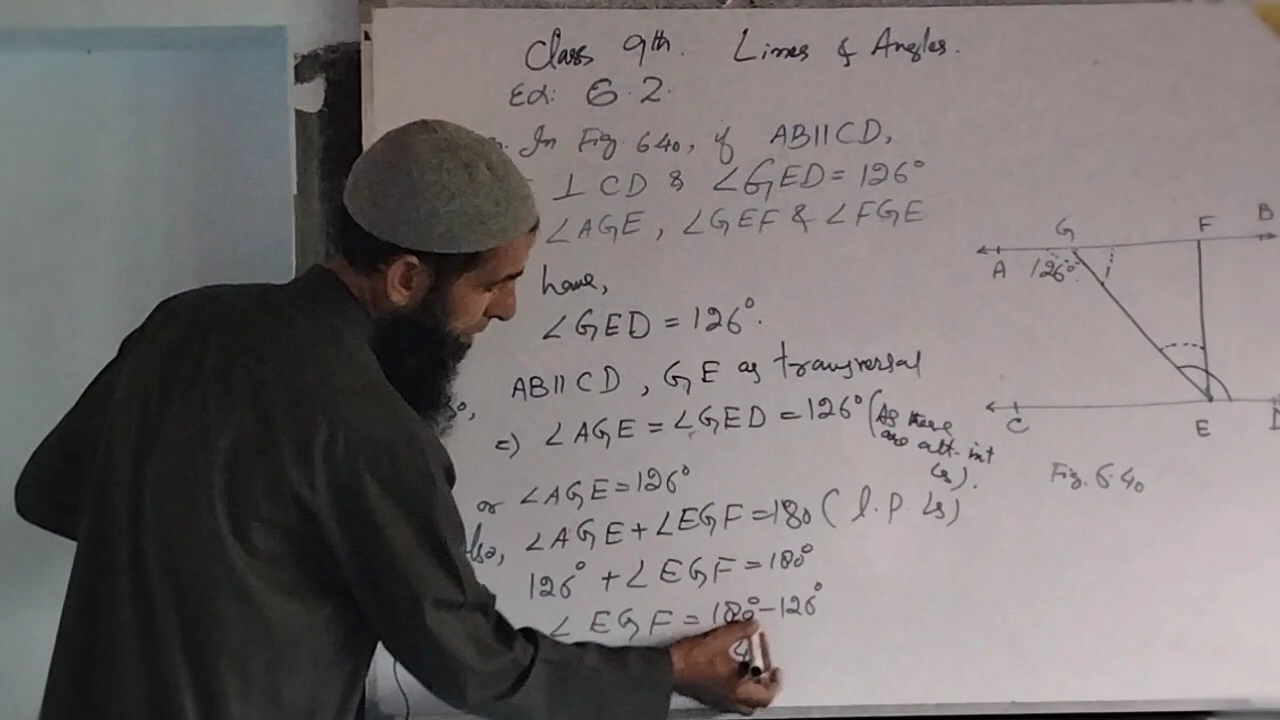 Class 9th. Lines & Angles.
Ex: 6.2.
In Fig 6.40, if AB||CD,
⊥ CD & ∠GED = 126°
∠AGE, ∠GEF & ∠FGE
have,
∠GED = 126°.
AB||CD, GE as transversal
so,
=) ∠AGE = ∠GED = 126° (As these
are alt. int
∠s).
or ∠AGE = 126°
lso, ∠AGE + ∠EGF = 180 (l.p. ∠s)
126° + ∠EGF = 180°
∠EGF = 180° - 126°
G
F
B
A
126°
C
E
D
Fig. 6.40